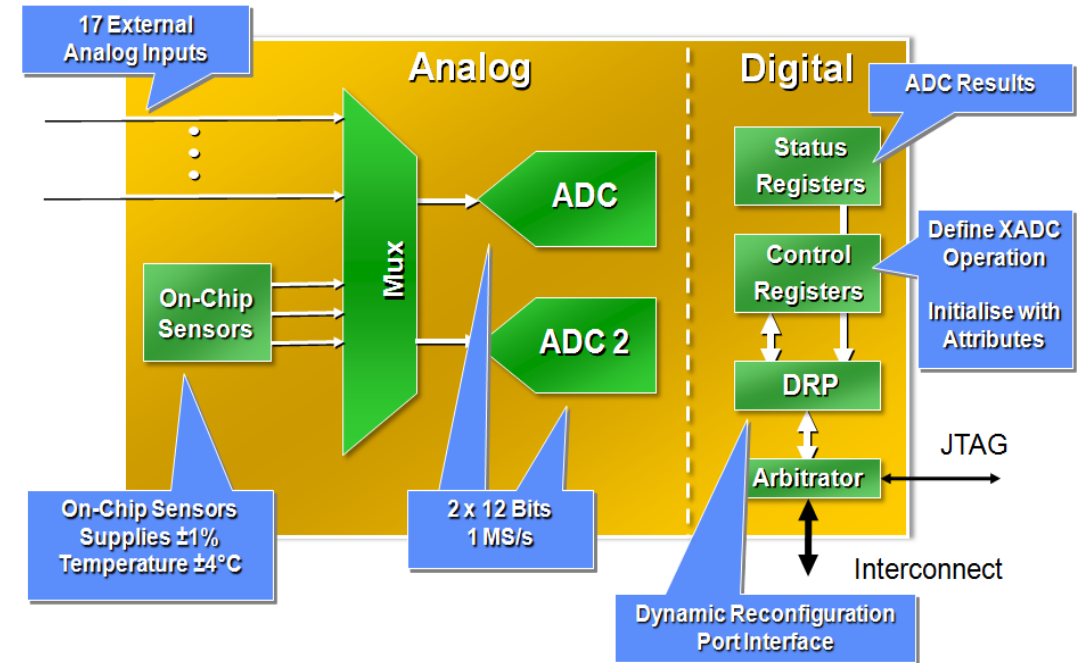 17 External
Analog Inputs
Analog
Digital
ADC Results
Status
Registers
ADC
Define XADC
Operation
Initialise with
Attributes
Control
Registers
Mux
On-Chip
Sensors
ADC 2
DRP
JTAG
Arbitrator
On-Chip Sensors
Supplies ±1%
Temperature ±4°C
2 x 12 Bits
1 MS/s
Interconnect
Dynamic Reconfiguration
Port Interface